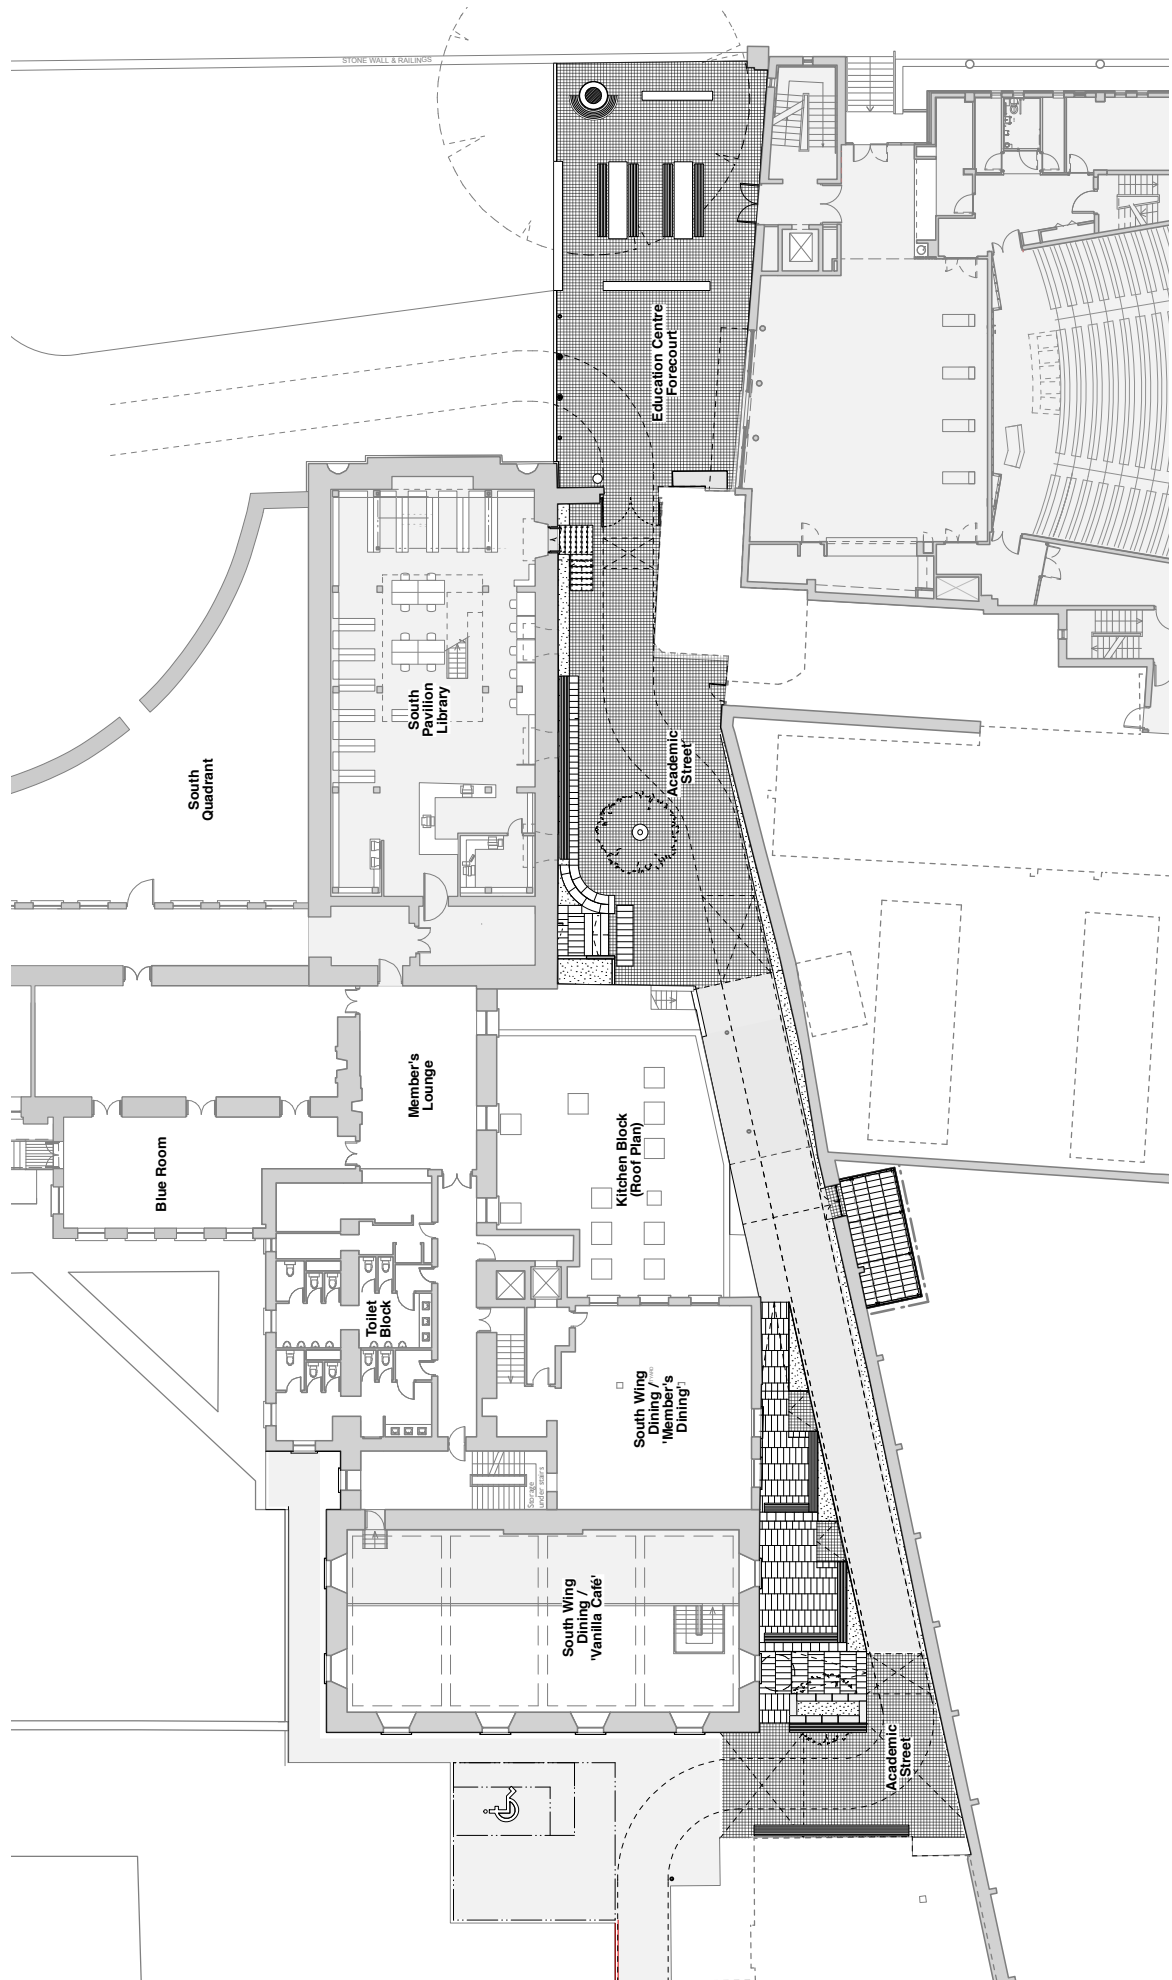 STONE WALL & RAILINGS
Education Centre
Forecourt
South
Pavilion
Library
Academic
Street
South
Quadrant
Member's
Lounge
Blue Room
Kitchen Block
(Roof Plan)
Toilet
Block
South Wing
Dining /
'Member's
Dining'
Storage
under stairs
South Wing
Dining /
'Vanilla Café'
Academic
Street